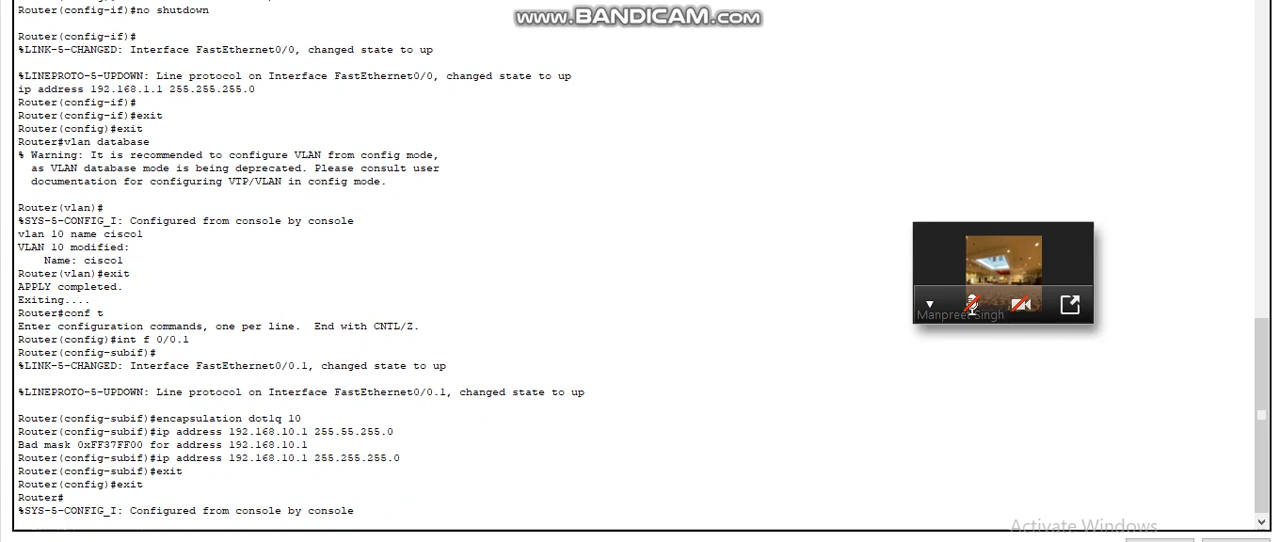 Router(config-if)#no shutdown
www.BANDICAM.com
Router(config-if)#
%LINK-5-CHANGED: Interface FastEthernet0/0, changed state to up
%LINEPROTO-5-UPDOWN: Line protocol on Interface FastEthernet0/0, changed state to up
ip address 192.168.1.1 255.255.255.0
Router(config-if)#
Router(config-if)#exit
Router(config)#exit
Router#vlan database
% Warning: It is recommended to configure VLAN from config mode,
as VLAN database mode is being deprecated. Please consult user
documentation for configuring VTP/VLAN in config mode.
Router(vlan)#
%SYS-5-CONFIG_I: Configured from console by console
vlan 10 name cisco1
VLAN 10 modified:
Name: cisco1
Router(vlan)#exit
APPLY completed.
Exiting....
Router#conf t
Enter configuration commands, one per line.  End with CNTL/Z.
Router(config)#int f 0/0.1
Router(config-subif)#
%LINK-5-CHANGED: Interface FastEthernet0/0.1, changed state to up
%LINEPROTO-5-UPDOWN: Line protocol on Interface FastEthernet0/0.1, changed state to up
Router(config-subif)#encapsulation dot1q 10
Router(config-subif)#ip address 192.168.10.1 255.55.255.0
Bad mask 0xFF37FF00 for address 192.168.10.1
Router(config-subif)#ip address 192.168.10.1 255.255.255.0
Router(config-subif)#exit
Router(config)#exit
Router#
%SYS-5-CONFIG_I: Configured from console by console
Manpreet Singh
Activate Windows